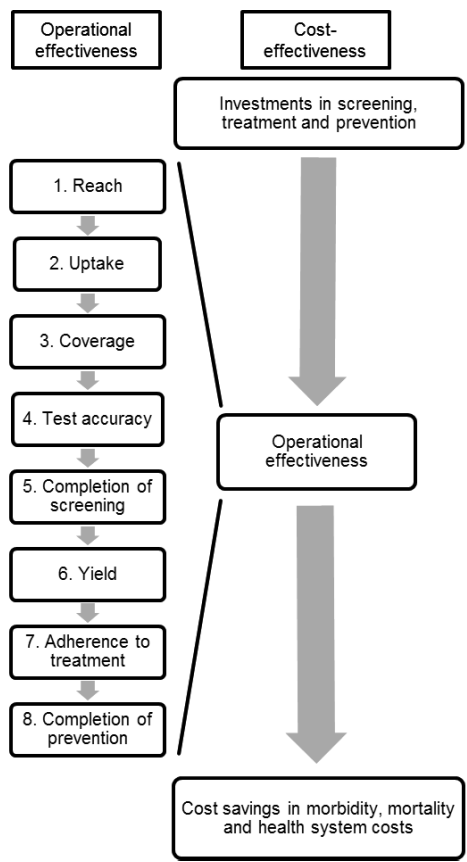 Operational
effectiveness
Cost-
effectiveness
Investments in screening,
treatment and prevention
1. Reach
2. Uptake
3. Coverage
4. Test accuracy
5. Completion of
screening
6. Yield
7. Adherence to
treatment
8. Completion of
prevention
Operational
effectiveness
Cost savings in morbidity, mortality
and health system costs